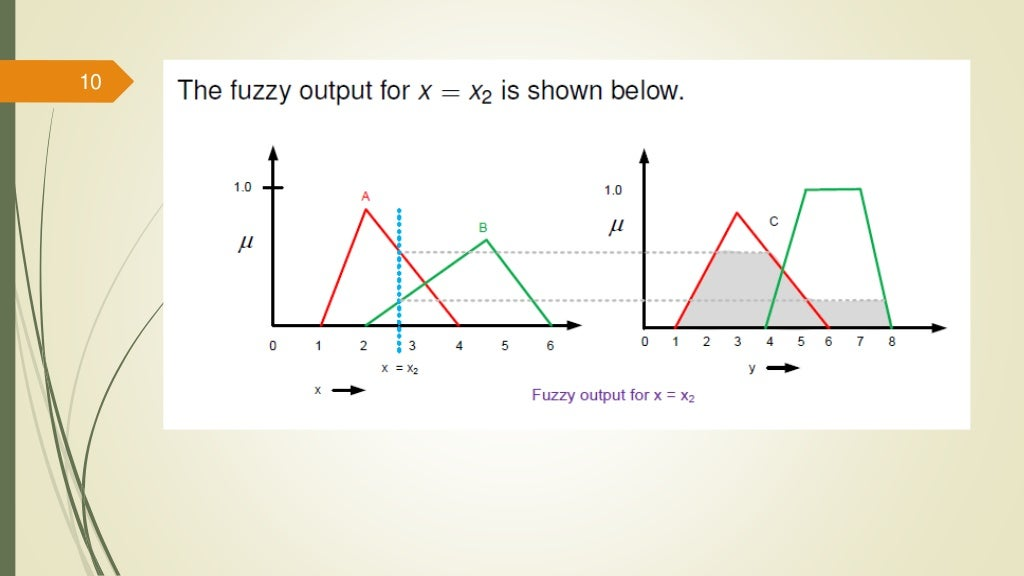 10
The fuzzy output for x = x₂ is shown below.
1.0
A
B
μ
0 1 2 3 4 5 6
x = x₂
x
1.0
C
μ
0 1 2 3 4 5 6 7 8
y
Fuzzy output for x = x₂